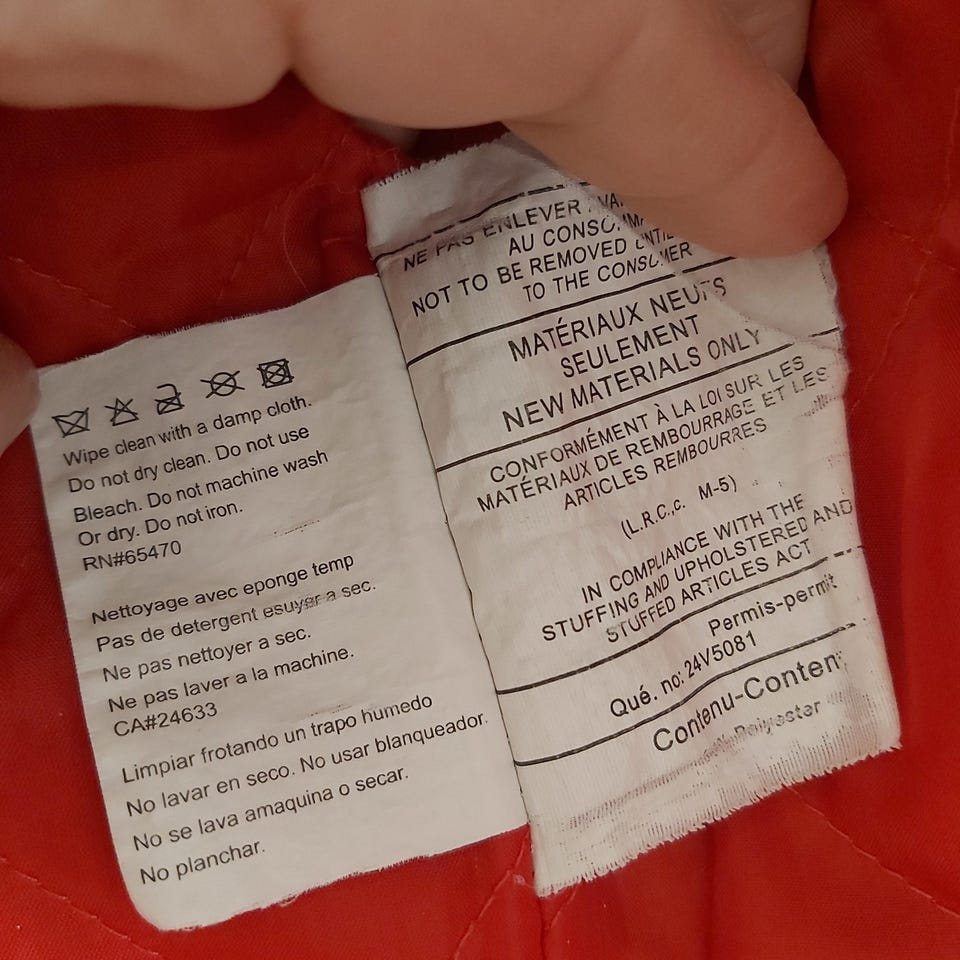 Wipe clean with a damp cloth.
Do not dry clean. Do not use
Bleach. Do not machine wash
Or dry. Do not iron.
RN#65470
Nettoyage avec eponge temp
Pas de detergent esuyer a sec.
Ne pas nettoyer a sec.
Ne pas laver a la machine.
CA#24633
Limpiar frotando un trapo humedo
No lavar en seco. No usar blanqueador.
No se lava amaquina o secar.
No planchar.
NE PAS ENLEVER
AU
NOT TO BE REMOVED UNTIL
TO THE CONSUMER
MATÉRIAUX NEUFS
SEULEMENT
NEW MATERIALS ONLY
CONFORMÉMENT À LA LOI SUR LES
MATÉRIAUX DE REMBOURRAGE ET LES
ARTICLES REMBOURRES
(L.R.C,c. M-5)
IN COMPLIANCE WITH THE
STUFFING AND UPHOLSTERED AND
STUFFED ARTICLES ACT
Permis-permit
Qué. no: 24V5081
Contenu-Conten
Polyester